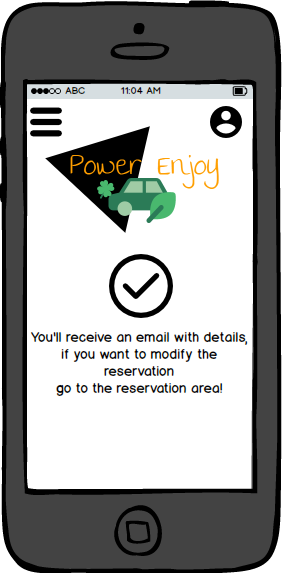 ABC 11:04 AM
Power Enjoy
You'll receive an email with details,
if you want to modify the
reservation
go to the reservation area!